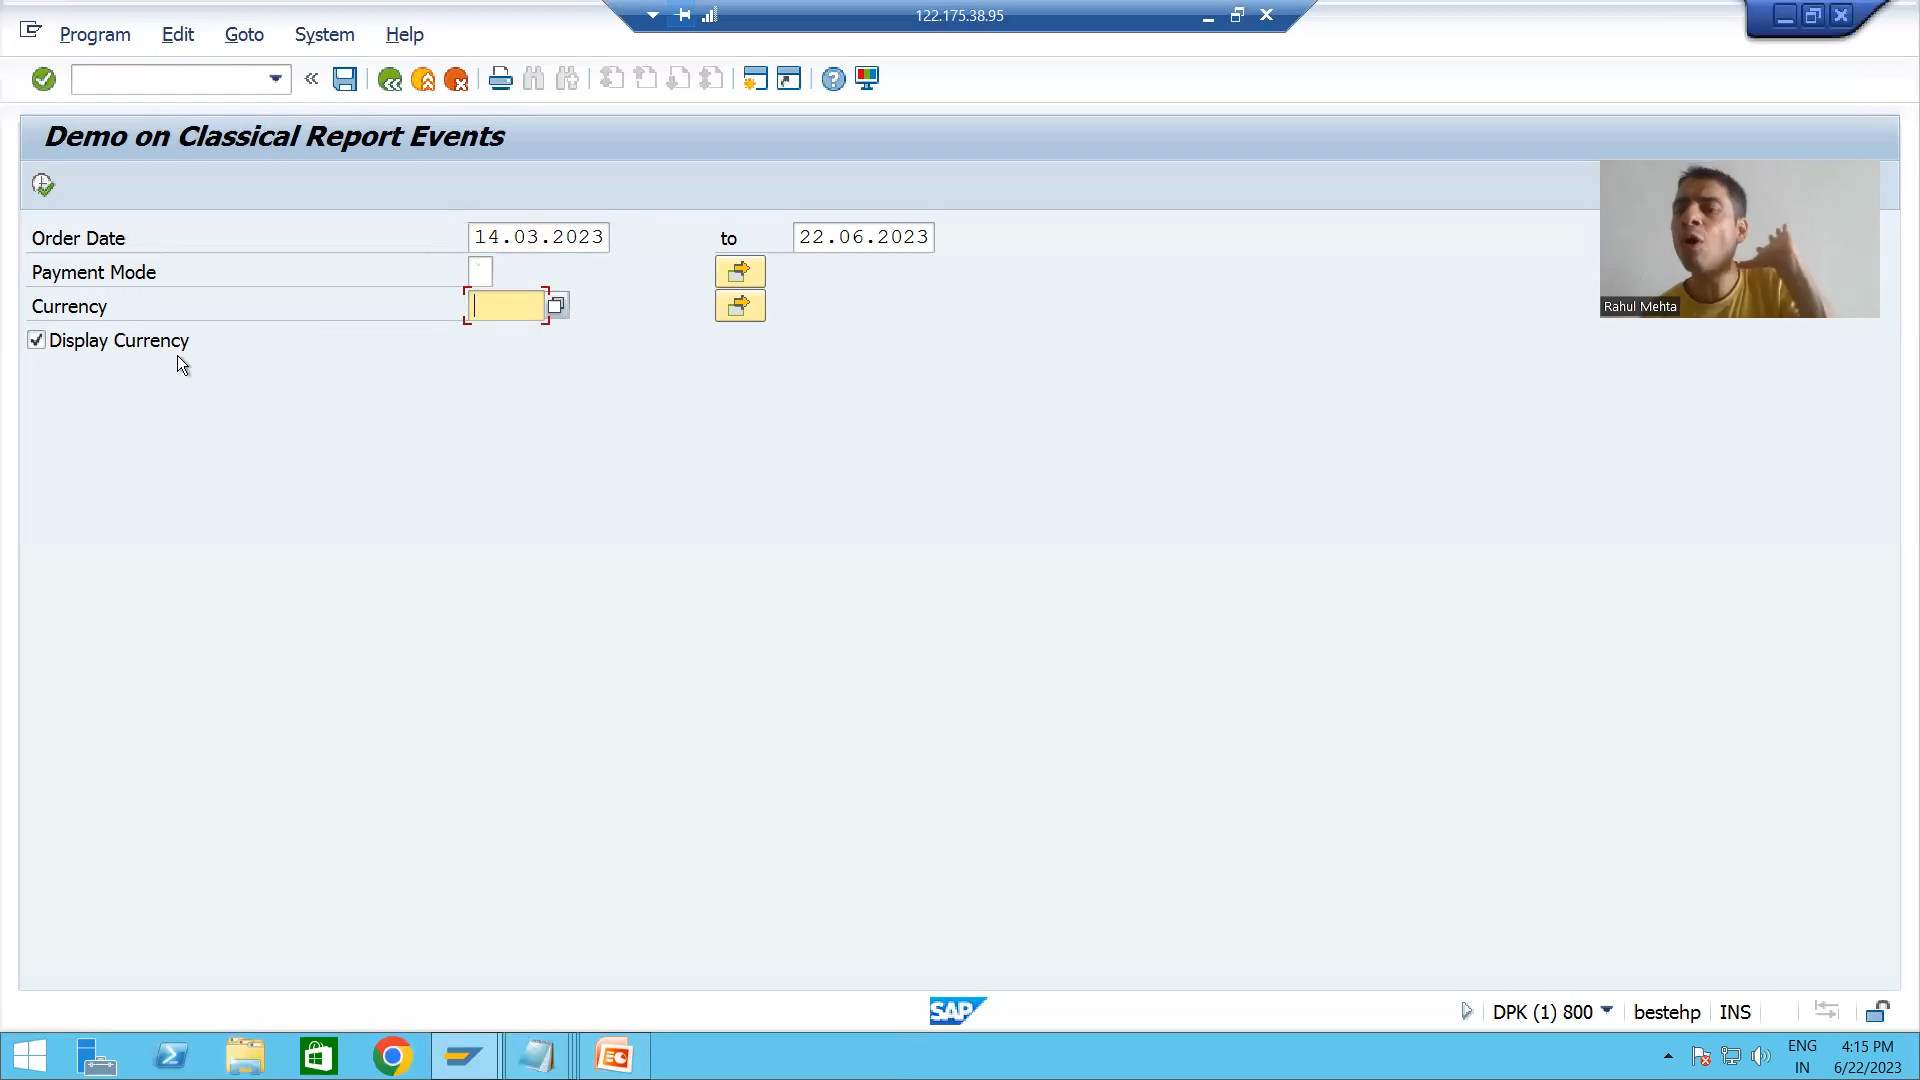 122.175.38.95
Program Edit Goto System Help
Demo on Classical Report Events
Order Date 14.03.2023 to 22.06.2023
Payment Mode
Currency
Display Currency
Rahul Mehta
SAP
DPK (1) 800 bestehp INS
ENG 4:15 PM
IN 6/22/2023